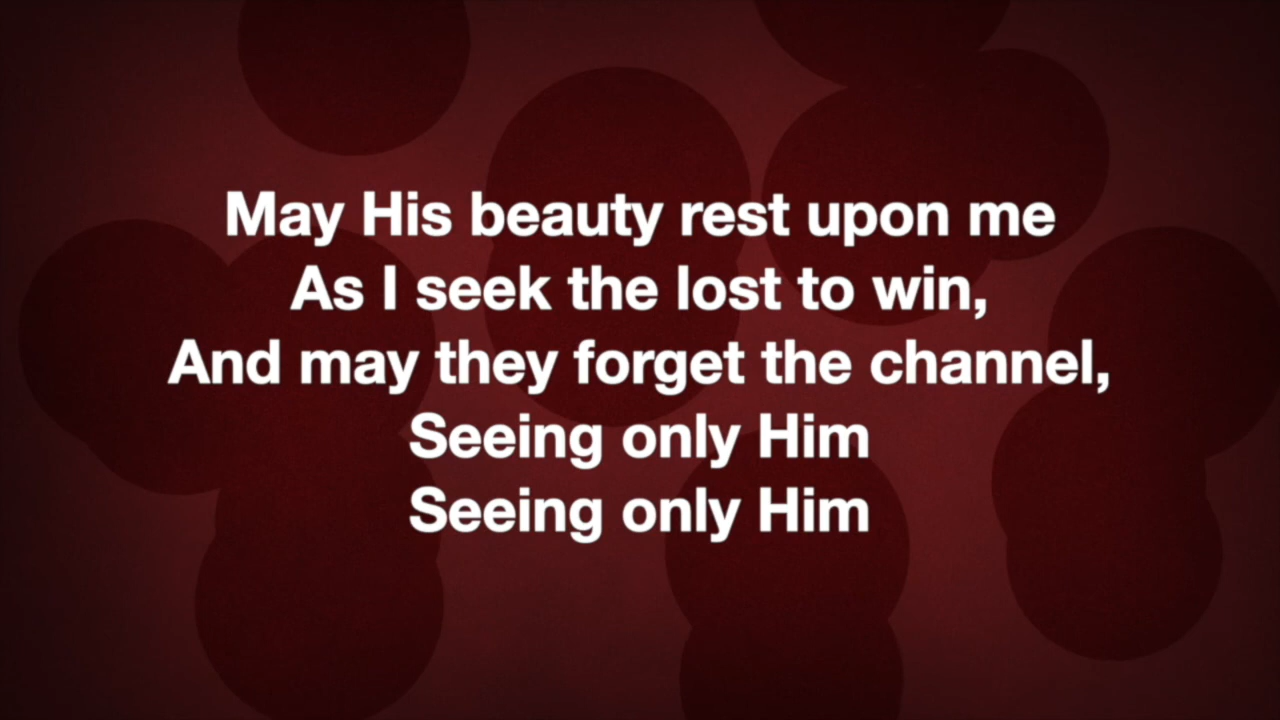 May His beauty rest upon me
As I seek the lost to win,
And may they forget the channel,
Seeing only Him
Seeing only Him